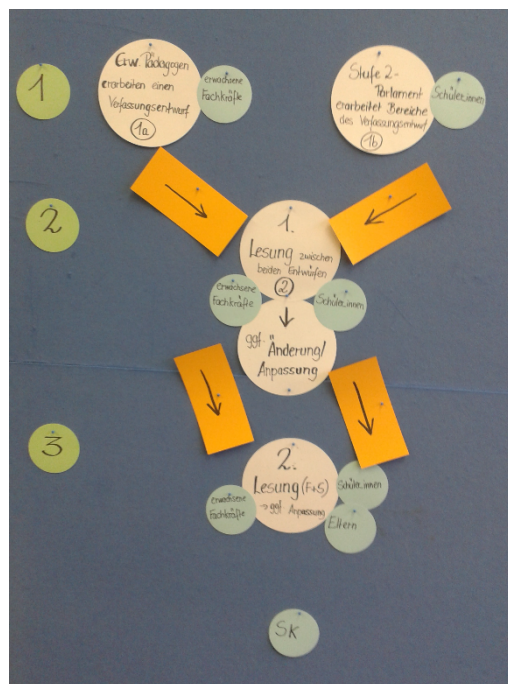 1
Erw. Pädagogen
erarbeiten einen
Verfassungsentwurf
1a
erwachsene
Fachkräfte
Stufe 2-
Parlament
erarbeitet Bereiche
des Verfassungsentwurf
1b
Schüler.innen
2
1.
Lesung zwischen
beiden Entwürfen
2
erwachsene
Fachkräfte
Schüler.innen
ggf. Änderung/
Anpassung
3
2.
Lesung (F+S)
→ ggf. Anpassung
erwachsene
Fachkräfte
Schüler.innen
Eltern
SK